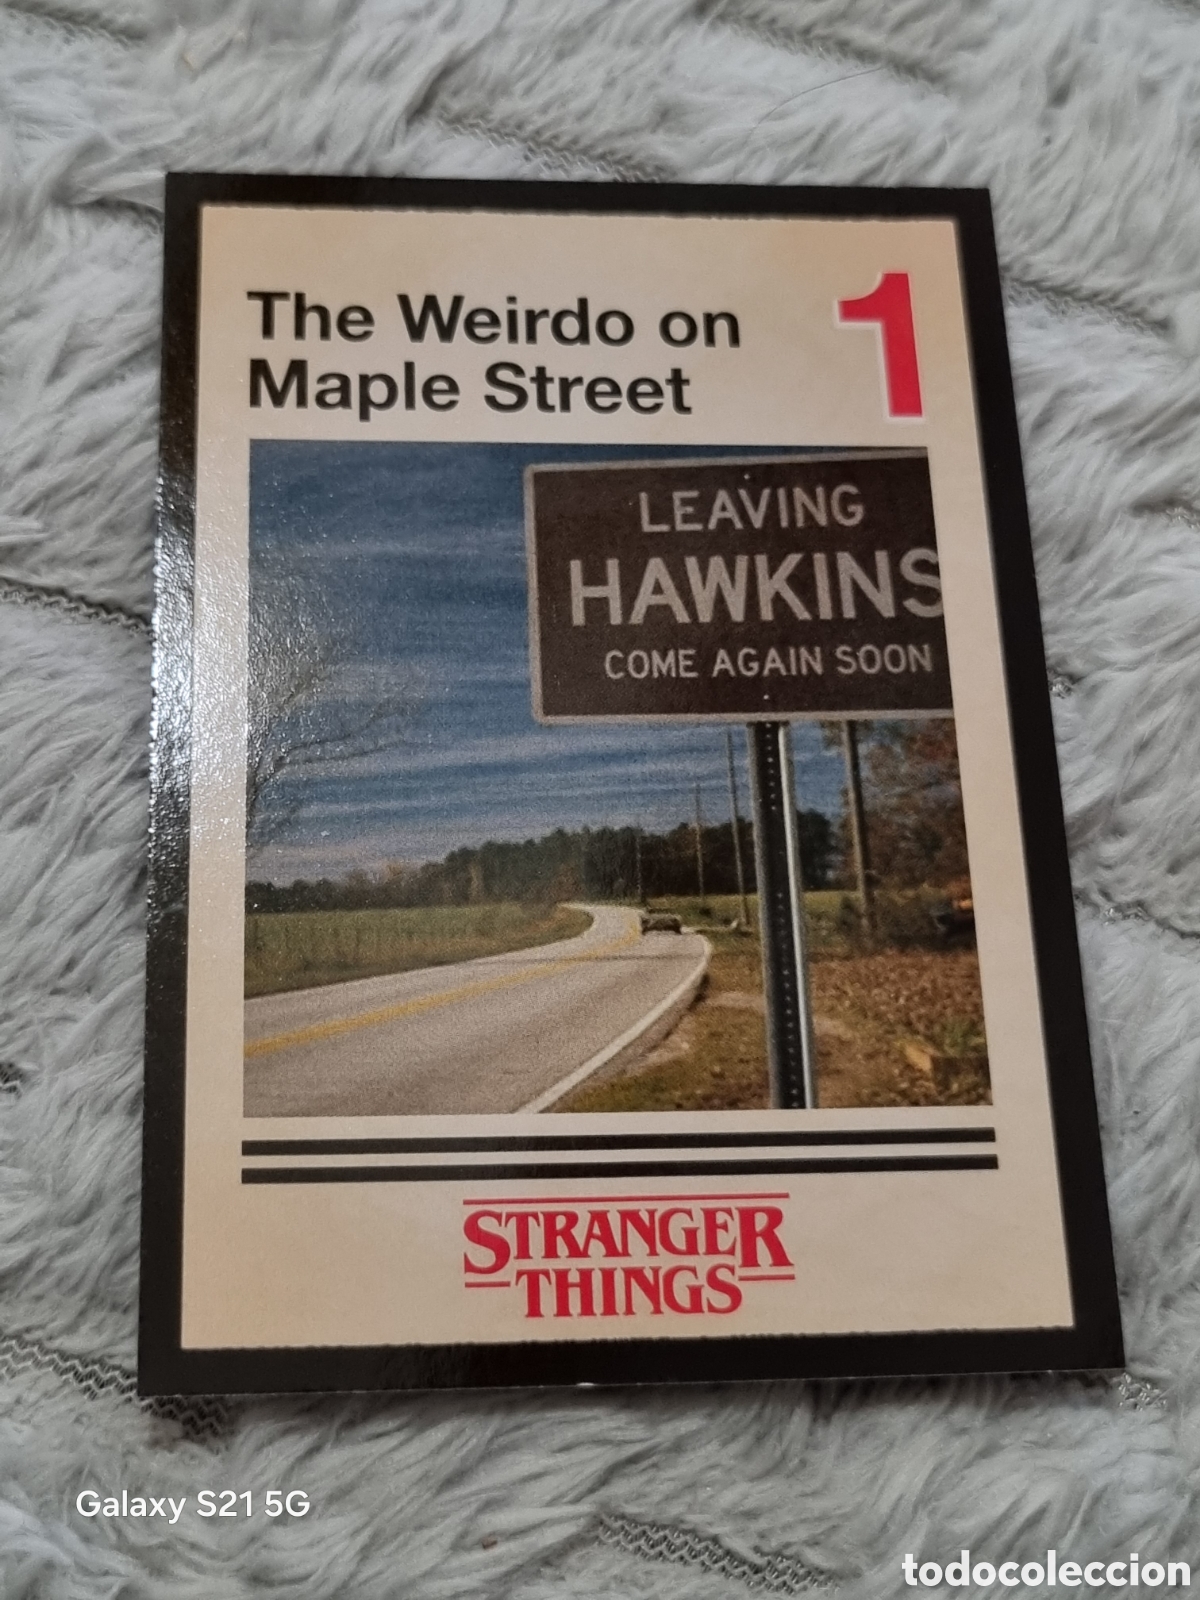 The Weirdo on
Maple Street
1
LEAVING
HAWKINS
COME AGAIN SOON
STRANGER
THINGS
Galaxy S21 5G
todocoleccion